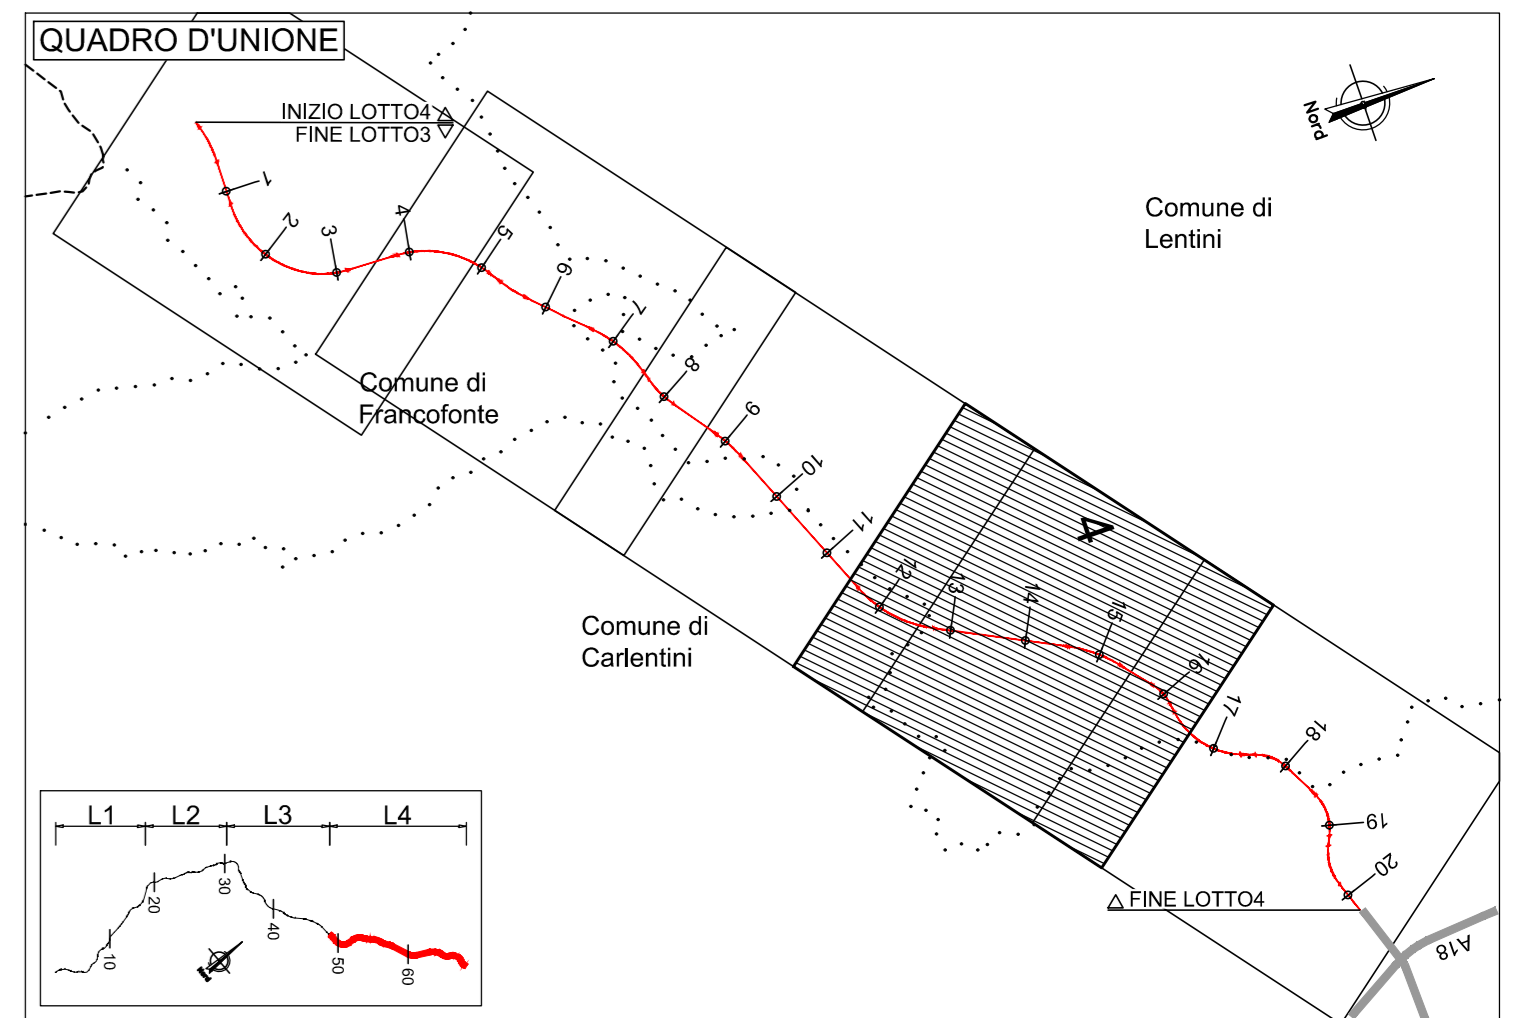 QUADRO D'UNIONE
INIZIO LOTTO4
FINE LOTTO3
Nord
Comune di
Lentini
1
2
3
4
5
6
7
8
9
10
11
12
13
14
15
16
17
18
19
20
4
Comune di
Francofonte
Comune di
Carlentini
FINE LOTTO4
A18
L1 L2 L3 L4
10
20
30
40
50
60
Nord